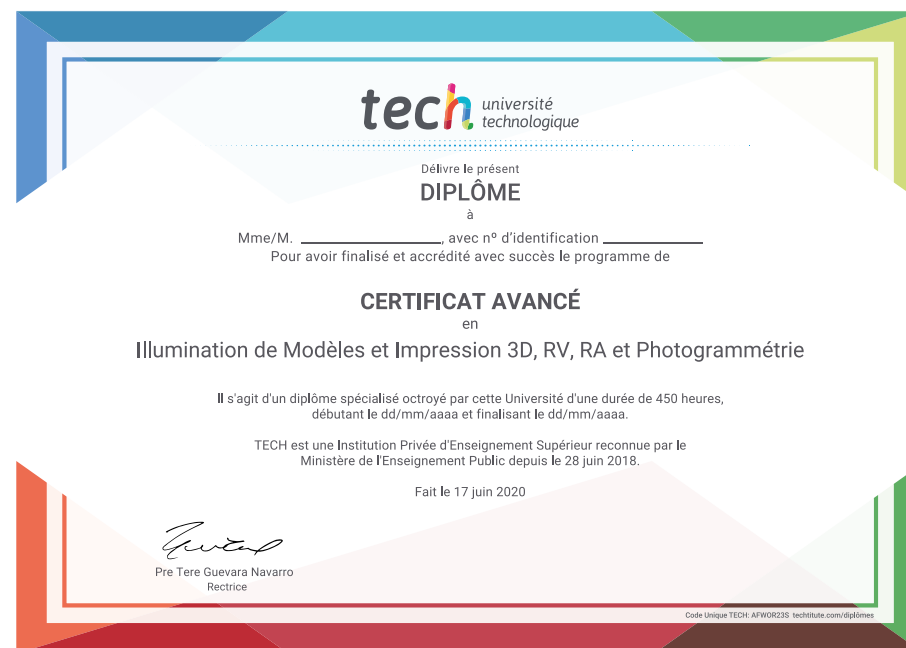 tech université
technologique
Délivre le présent
DIPLÔME
à
Mme/M. ____________________, avec nº d'identification ______________
Pour avoir finalisé et accrédité avec succès le programme de
CERTIFICAT AVANCÉ
en
Illumination de Modèles et Impression 3D, RV, RA et Photogrammétrie
Il s'agit d'un diplôme spécialisé octroyé par cette Université d'une durée de 450 heures,
débutant le dd/mm/aaaa et finalisant le dd/mm/aaaa.
TECH est une Institution Privée d'Enseignement Supérieur reconnue par le
Ministère de l'Enseignement Public depuis le 28 juin 2018.
Fait le 17 juin 2020
Pre Tere Guevara Navarro
Rectrice
Code Unique TECH: AFWOR23S techtitute.com/diplômes